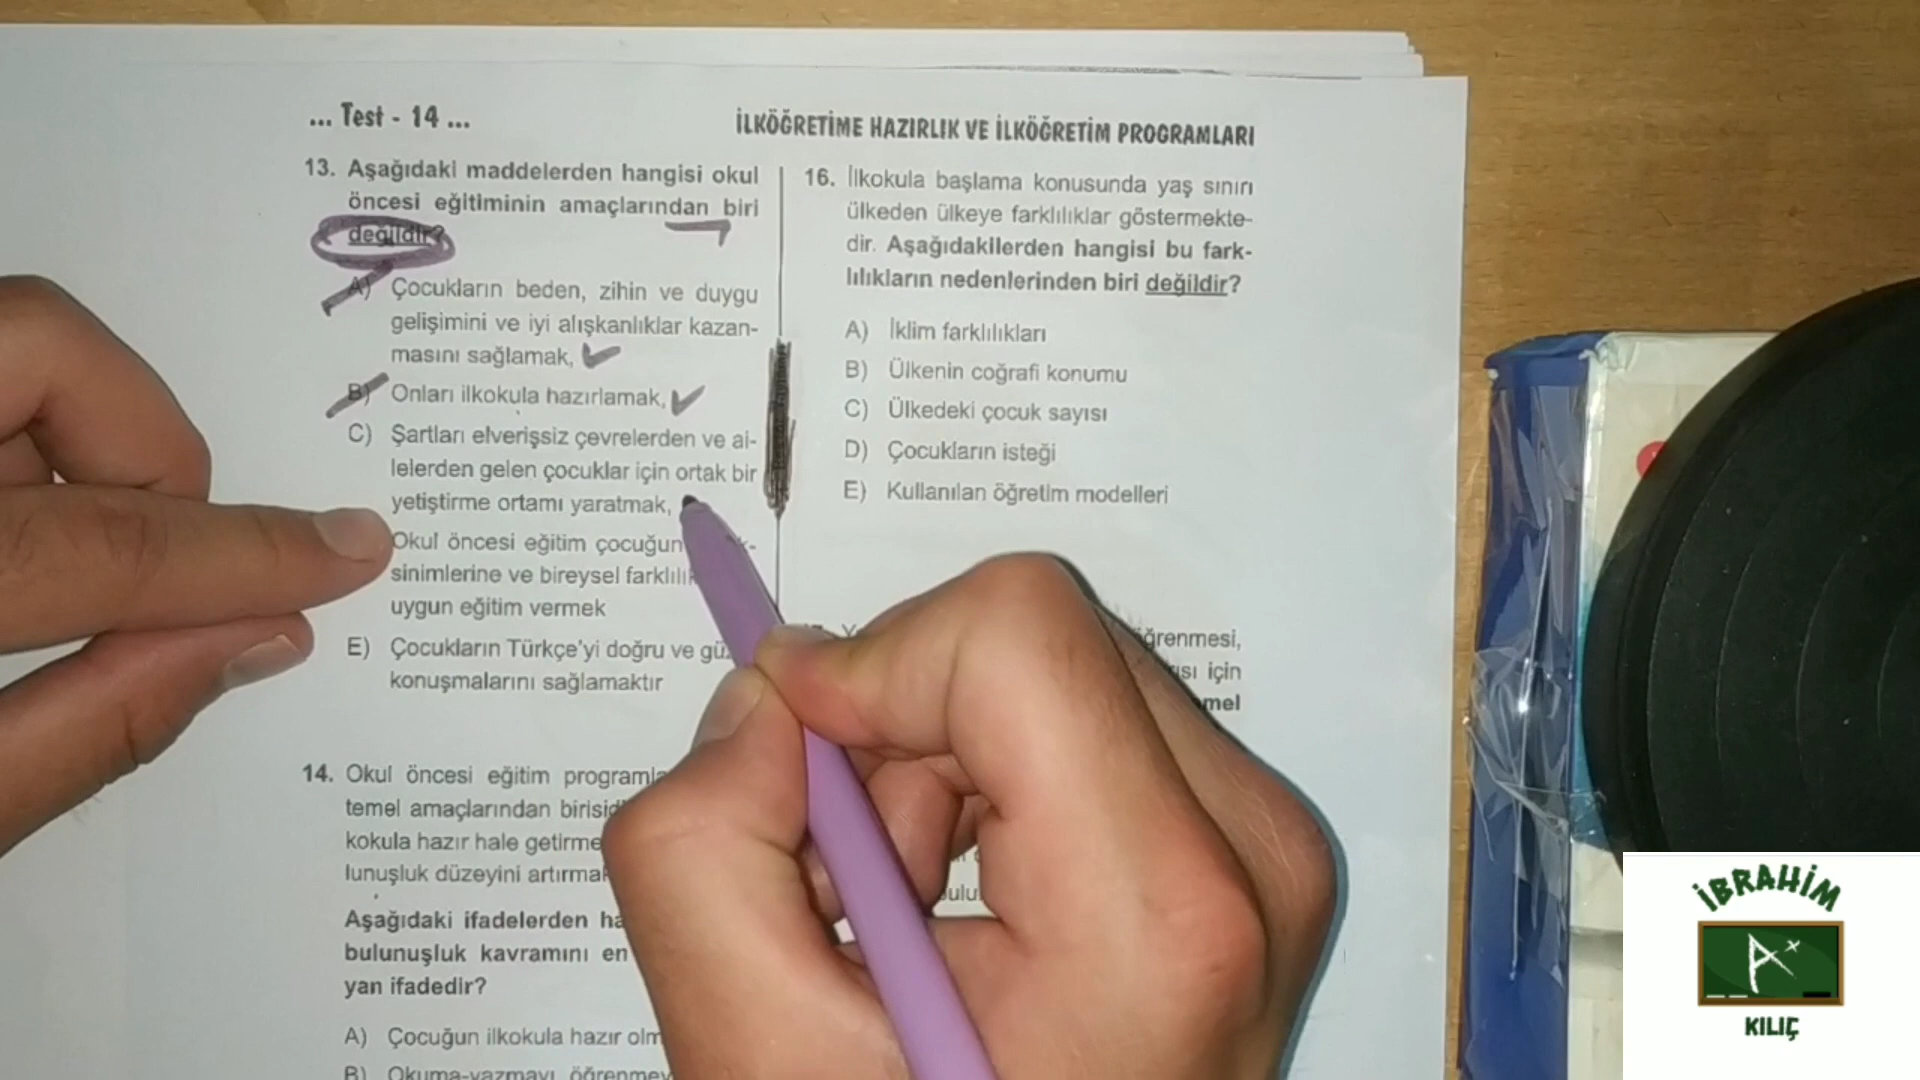 ... Test - 14 ...
İLKÖĞRETİME HAZIRLIK VE İLKÖĞRETİM PROGRAMLARI
13. Aşağıdaki maddelerden hangisi okul
öncesi eğitiminin amaçlarından biri
değildir?
A) Çocukların beden, zihin ve duygu
gelişimini ve iyi alışkanlıklar kazan-
masını sağlamak,
B) Onları ilkokula hazırlamak,
C) Şartları elverişsiz çevrelerden ve ai-
lelerden gelen çocuklar için ortak bir
yetiştirme ortamı yaratmak,
Okul öncesi eğitim çocuğun
sinimlerine ve bireysel
uygun eğitim vermek
E) Çocukların Türkçe'yi doğru ve
konuşmalarını sağlamaktır
14. Okul öncesi eğitim
temel amaçlarından
kokula hazır hale
lunuşluk düzeyini
Aşağıdaki ifadelerden
bulunuşluk kavramını en
yan ifadedir?
A) Çocuğun ilkokula hazır
B) Okuma-yazmayı
16. İlkokula başlama konusunda yaş sınırı
ülkeden ülkeye farklılıklar göstermekte-
dir. Aşağıdakilerden hangisi bu fark-
lılıkların nedenlerinden biri değildir?
A) İklim farklılıkları
B) Ülkenin coğrafi konumu
C) Ülkedeki çocuk sayısı
D) Çocukların isteği
E) Kullanılan öğretim modelleri
için
İBRAHİM
A+
KILIÇ